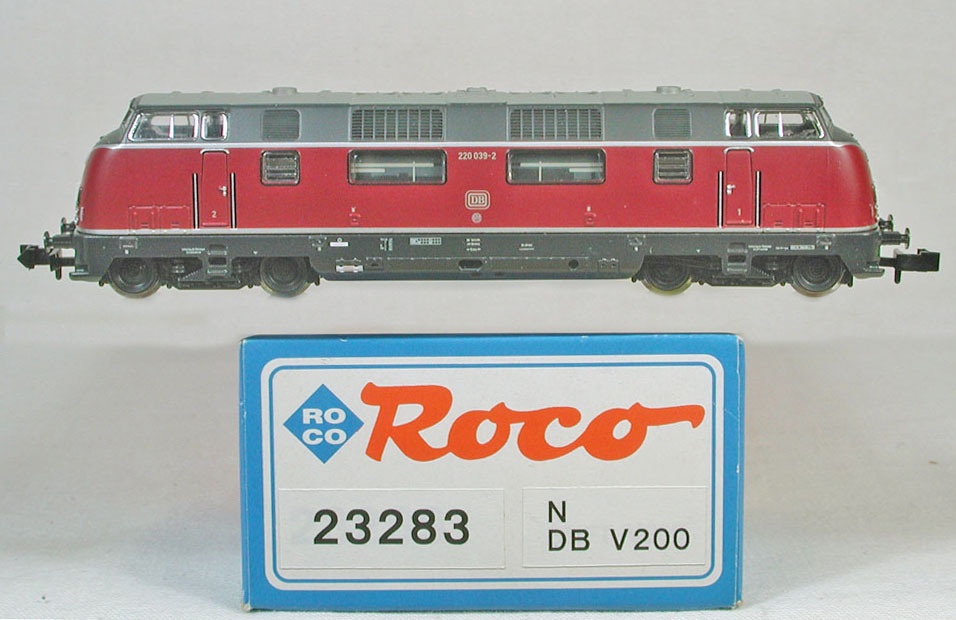 220 039-2
DB
2
1
RO
CO
Roco
23283
N
DB V200